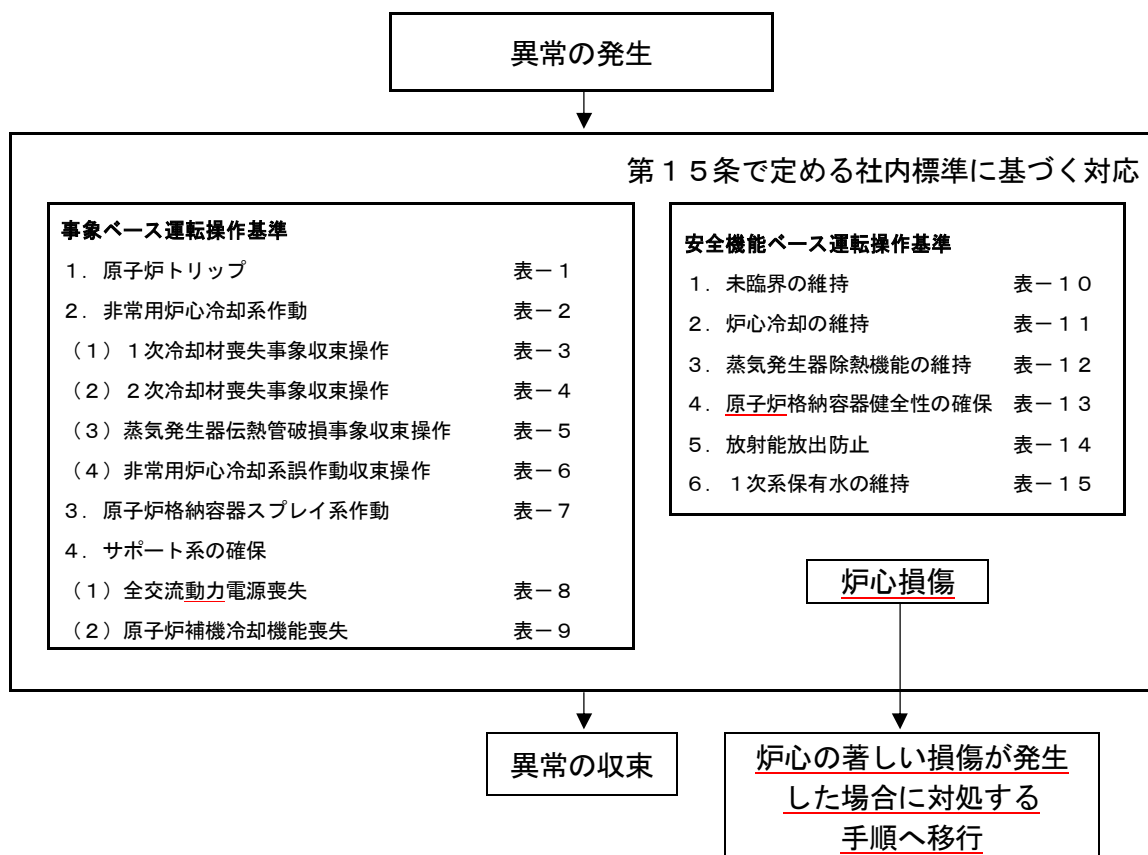 異常の発生
第15条で定める社内標準に基づく対応
事象ベース運転操作基準
1．原子炉トリップ 表－1
2．非常用炉心冷却系作動 表－2
（1）1次冷却材喪失事象収束操作 表－3
（2）2次冷却材喪失事象収束操作 表－4
（3）蒸気発生器伝熱管破損事象収束操作 表－5
（4）非常用炉心冷却系誤作動収束操作 表－6
3．原子炉格納容器スプレイ系作動 表－7
4．サポート系の確保
（1）全交流動力電源喪失 表－8
（2）原子炉補機冷却機能喪失 表－9
安全機能ベース運転操作基準
1．未臨界の維持 表－10
2．炉心冷却の維持 表－11
3．蒸気発生器除熱機能の維持 表－12
4．原子炉格納容器健全性の確保 表－13
5．放射能放出防止 表－14
6．1次系保有水の維持 表－15
炉心損傷
異常の収束
炉心の著しい損傷が発生
した場合に対処する
手順へ移行